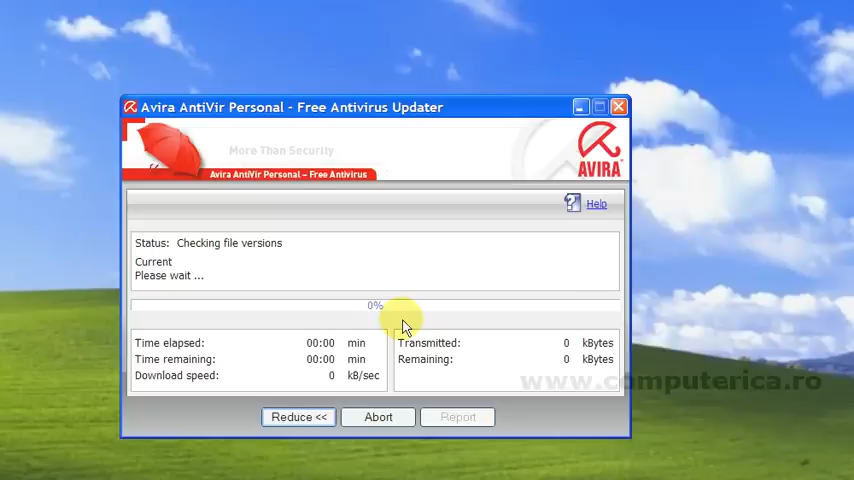 Avira AntiVir Personal - Free Antivirus Updater
More Than Security
AVIRA
Avira AntiVir Personal – Free Antivirus
Help
Status: Checking file versions
Current
Please wait ...
0%
Time elapsed: 00:00 min
Time remaining: 00:00 min
Download speed: 0 kB/sec
Transmitted: 0 kBytes
Remaining: 0 kBytes
www.computerica.ro
Reduce << Abort Report